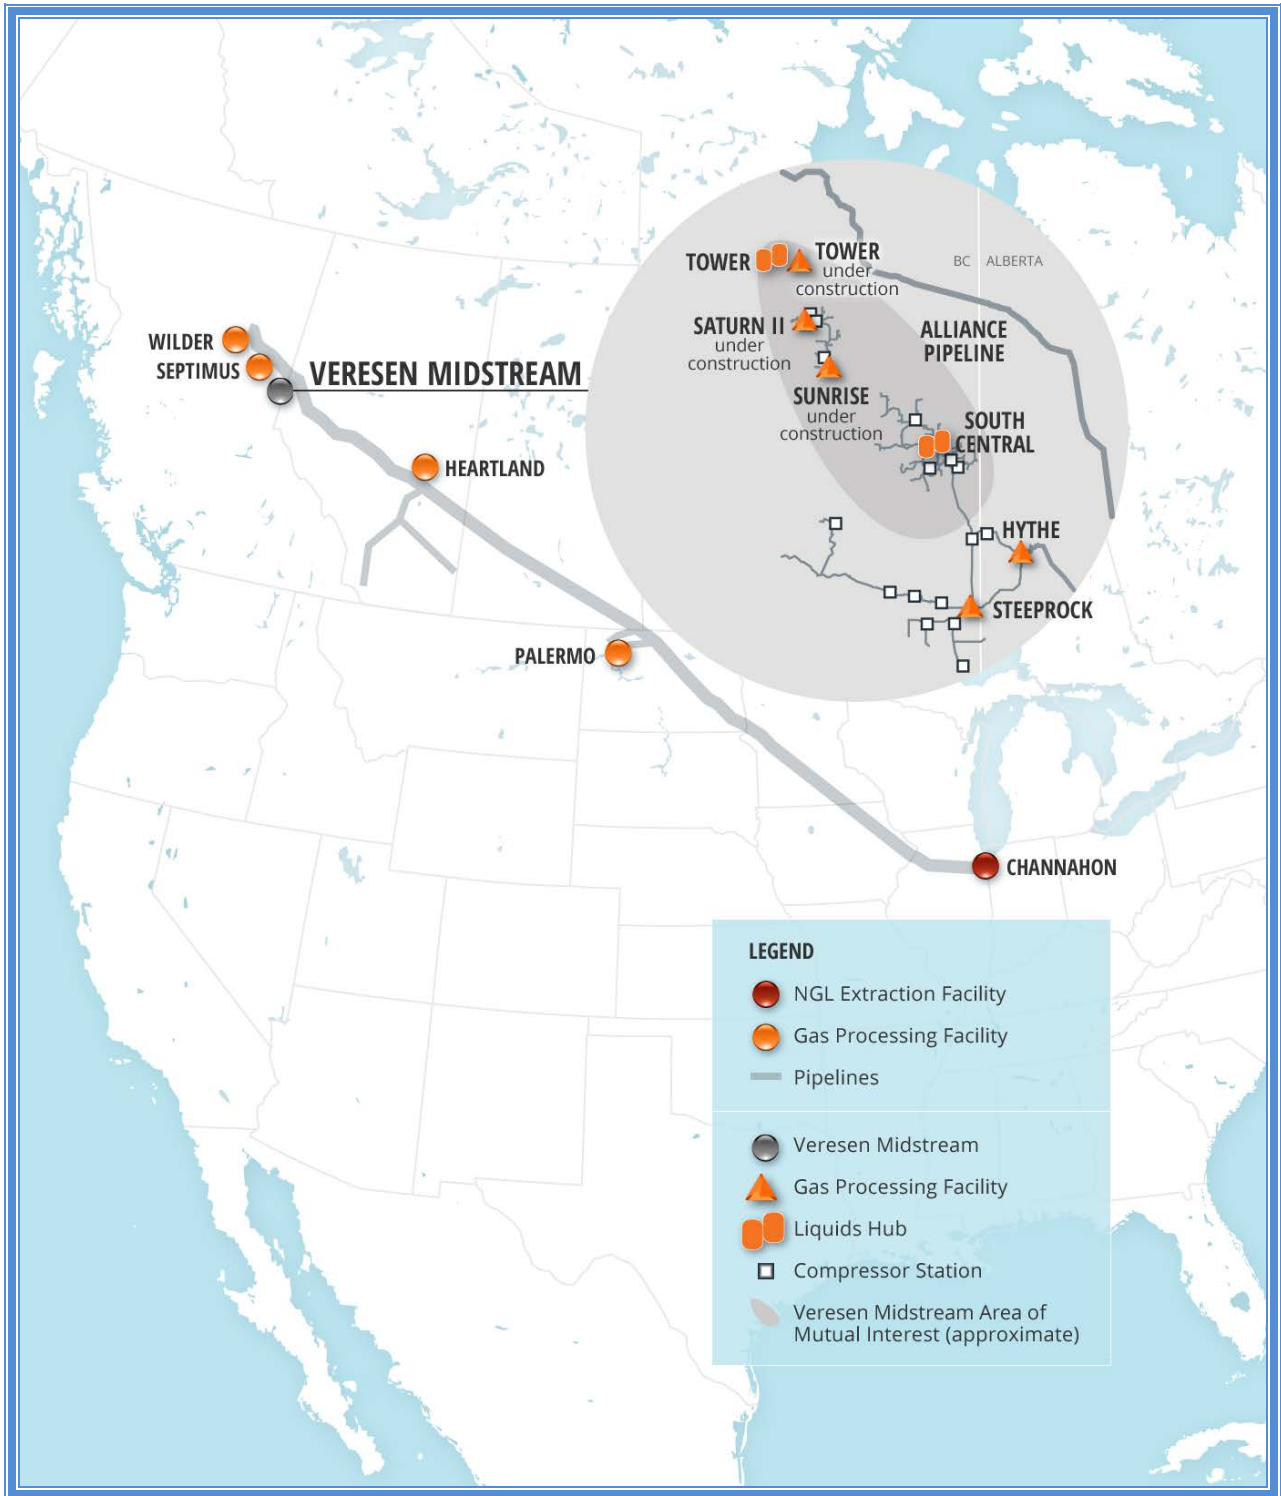 TOWER
TOWER
under
construction
BC
ALBERTA
SATURN II
under
construction
ALLIANCE
PIPELINE
WILDER
SEPTIMUS
VERESEN MIDSTREAM
SUNRISE
under
construction
SOUTH
CENTRAL
HEARTLAND
HYTHE
STEEPROCK
PALERMO
CHANNAHON
LEGEND
NGL Extraction Facility
Gas Processing Facility
Pipelines
Veresen Midstream
Gas Processing Facility
Liquids Hub
Compressor Station
Veresen Midstream Area of
Mutual Interest (approximate)